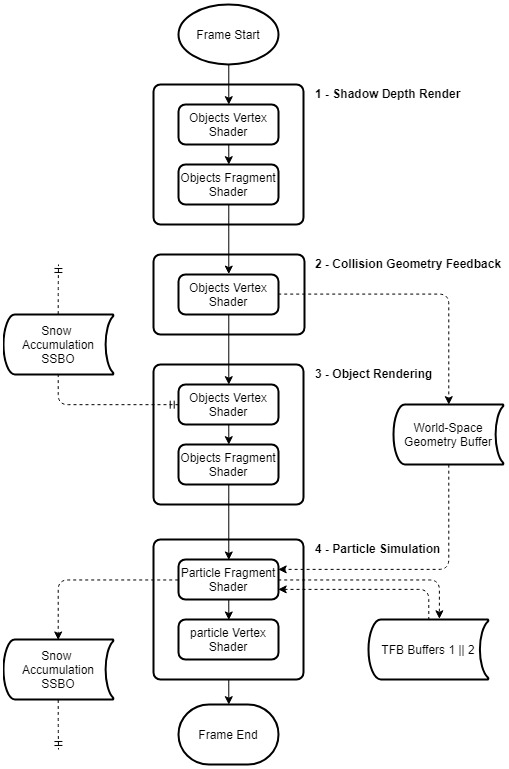 Frame Start
1 - Shadow Depth Render
Objects Vertex
Shader
Objects Fragment
Shader
2 - Collision Geometry Feedback
Objects Vertex
Shader
Snow
Accumulation
SSBO
3 - Object Rendering
Objects Vertex
Shader
World-Space
Geometry Buffer
Objects Fragment
Shader
4 - Particle Simulation
Particle Fragment
Shader
particle Vertex
Shader
TFB Buffers 1 || 2
Snow
Accumulation
SSBO
Frame End